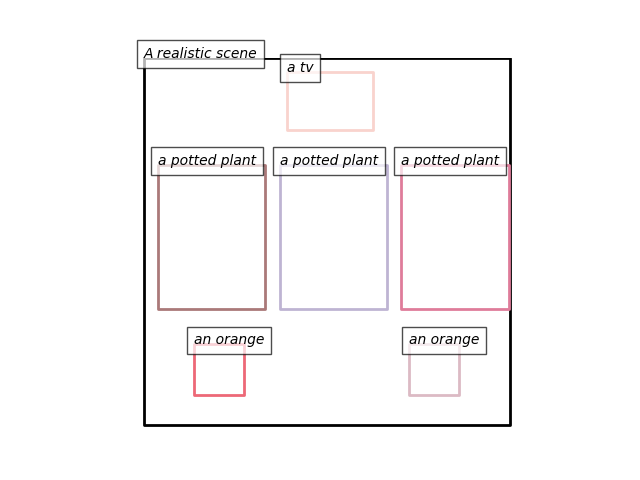 A realistic scene
a tv
a potted plant
a potted plant
a potted plant
an orange
an orange